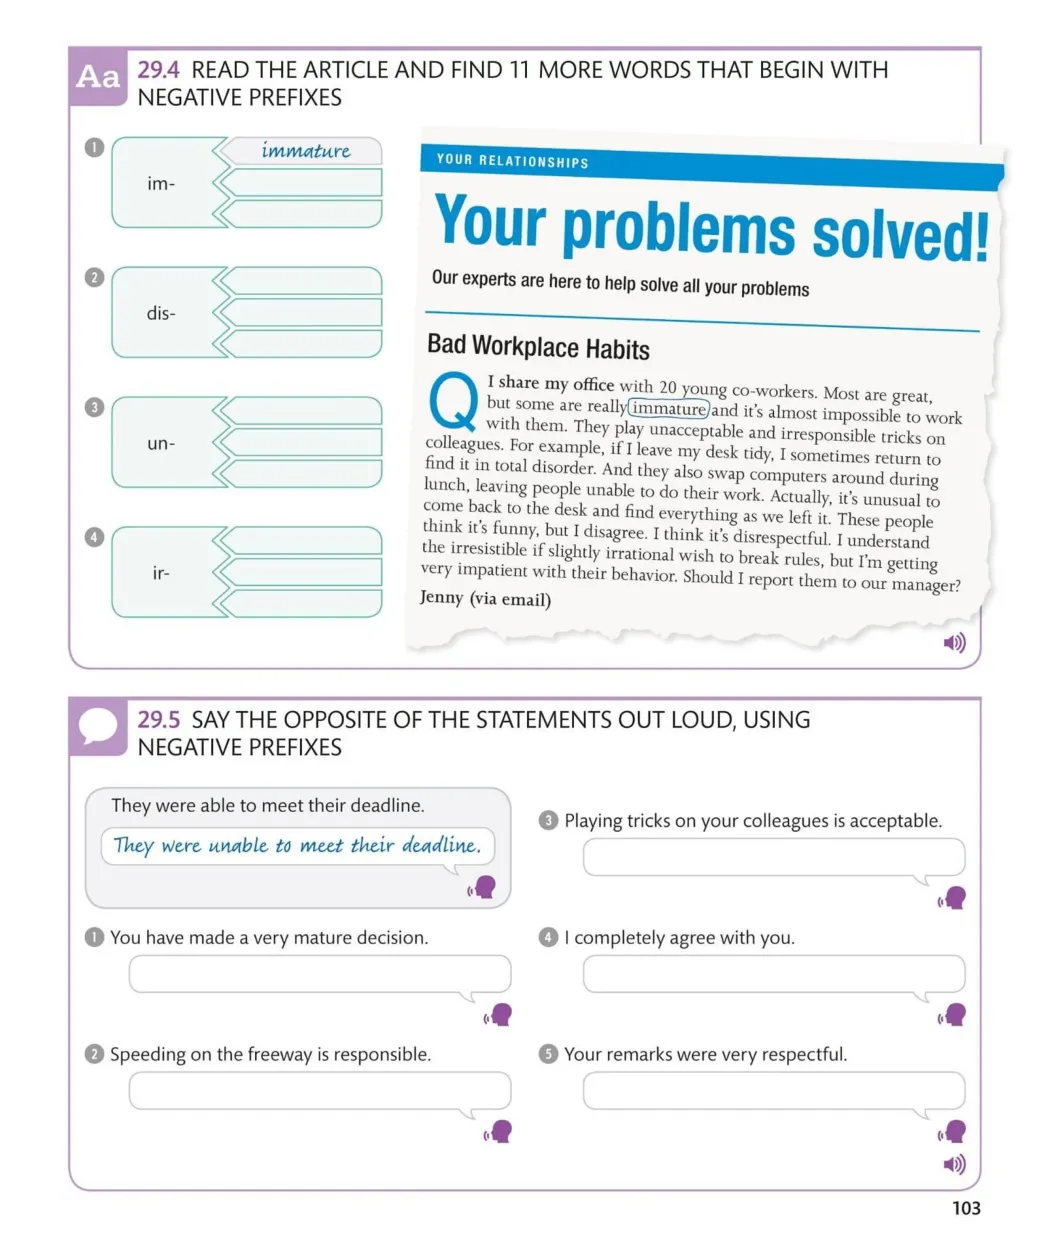 Aa
29.4 READ THE ARTICLE AND FIND 11 MORE WORDS THAT BEGIN WITH
NEGATIVE PREFIXES
1
im-
immature
2
dis-
3
un-
4
ir-
YOUR RELATIONSHIPS
Your problems solved!
Our experts are here to help solve all your problems
Bad Workplace Habits
Q I share my office with 20 young co-workers. Most are great,
but some are really immature and it's almost impossible to work
with them. They play unacceptable and irresponsible tricks on
colleagues. For example, if I leave my desk tidy, I sometimes return to
find it in total disorder. And they also swap computers around during
lunch, leaving people unable to do their work. Actually, it's unusual to
come back to the desk and find everything as we left it. These people
think it's funny, but I disagree. I think it's disrespectful. I understand
the irresistible if slightly irrational wish to break rules, but I'm getting
very impatient with their behavior. Should I report them to our manager?
Jenny (via email)
29.5 SAY THE OPPOSITE OF THE STATEMENTS OUT LOUD, USING
NEGATIVE PREFIXES
They were able to meet their deadline.
They were unable to meet their deadline.
1 You have made a very mature decision.
2 Speeding on the freeway is responsible.
3 Playing tricks on your colleagues is acceptable.
4 I completely agree with you.
5 Your remarks were very respectful.
103